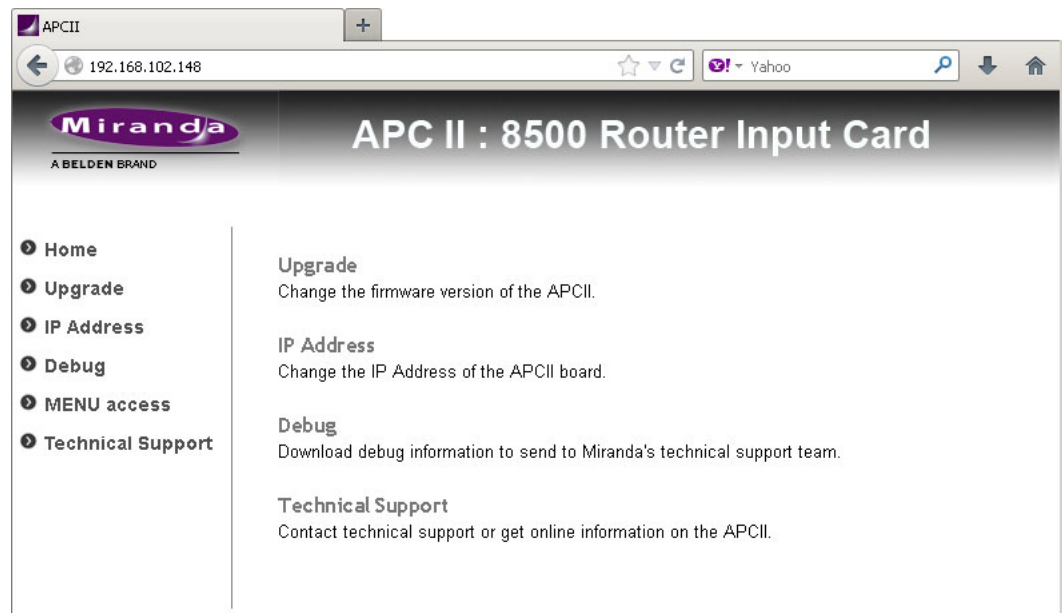 APCII
192.168.102.148
Yahoo
Miranda
A BELDEN BRAND
APC II : 8500 Router Input Card
Home
Upgrade
IP Address
Debug
MENU access
Technical Support
Upgrade
Change the firmware version of the APCII.
IP Address
Change the IP Address of the APCII board.
Debug
Download debug information to send to Miranda's technical support team.
Technical Support
Contact technical support or get online information on the APCII.